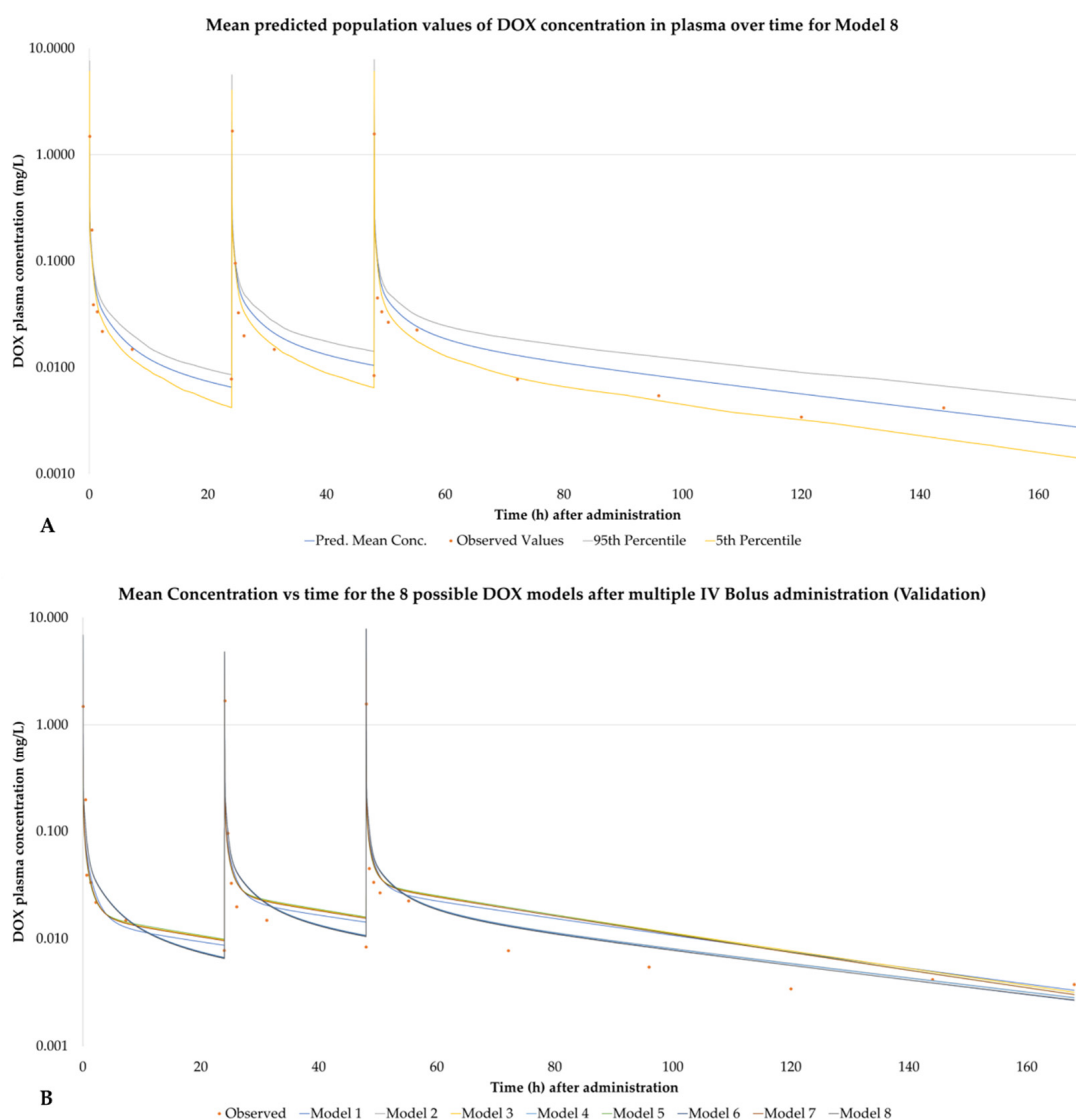 Mean predicted population values of DOX concentration in plasma over time for Model 8
DOX plasma conentration (mg/L)
10.0000
1.0000
0.1000
0.0100
0.0010
0 20 40 60 80 100 120 140 160
Time (h) after administration
A
Pred. Mean Conc. Observed Values 95th Percentile 5th Percentile
Mean Concentration vs time for the 8 possible DOX models after multiple IV Bolus administration (Validation)
DOX plasma concentration (mg/L)
10.000
1.000
0.100
0.010
0.001
0 20 40 60 80 100 120 140 160
Time (h) after administration
B
Observed Model 1 Model 2 Model 3 Model 4 Model 5 Model 6 Model 7 Model 8